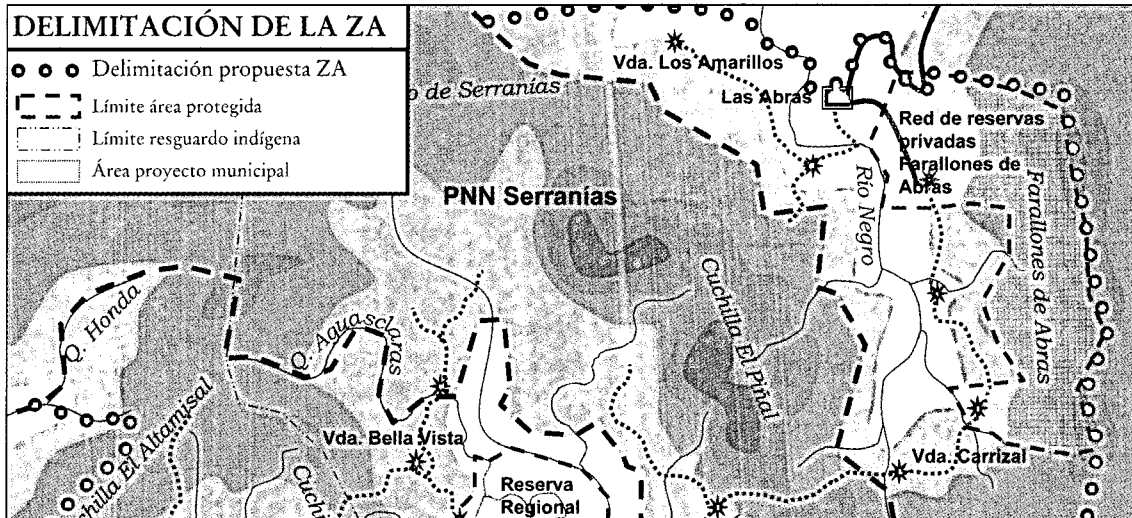 DELIMITACIÓN DE LA ZA
Delimitación propuesta ZA
Límite área protegida
Límite resguardo indígena
Área proyecto municipal
Vda. Los Amarillos
de Serranías
Las Abras
Red de reservas
privadas
Farallones de
Abras
PNN Serranías
Río Negro
Farallones de Abras
Cuchilla El Piñal
Q. Honda
Q. Aguasclaras
Cuchilla El Altamisal
Vda. Bella Vista
Vda. Carrizal
Reserva
Regional